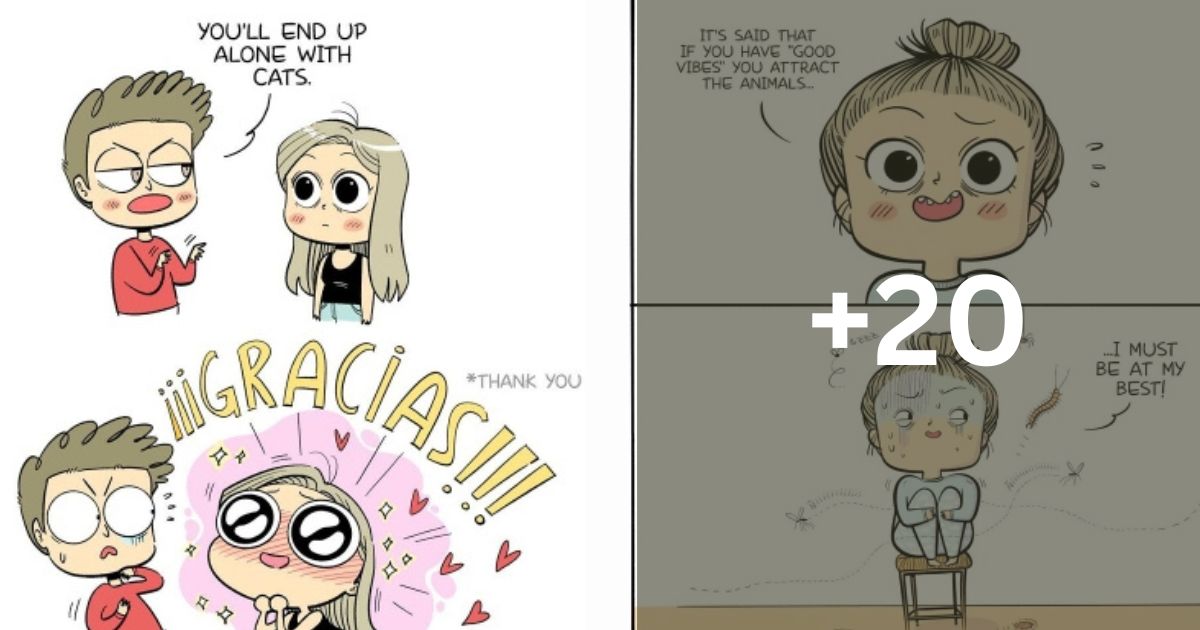 YOU'LL END UP
ALONE WITH
CATS.
¡¡¡GRACiAS!!!
*THANK YOU
IT'S SAID THAT
IF YOU HAVE "GOOD
VIBES" YOU ATTRACT
THE ANIMALS...
+20
...I MUST
BE AT MY
BEST!